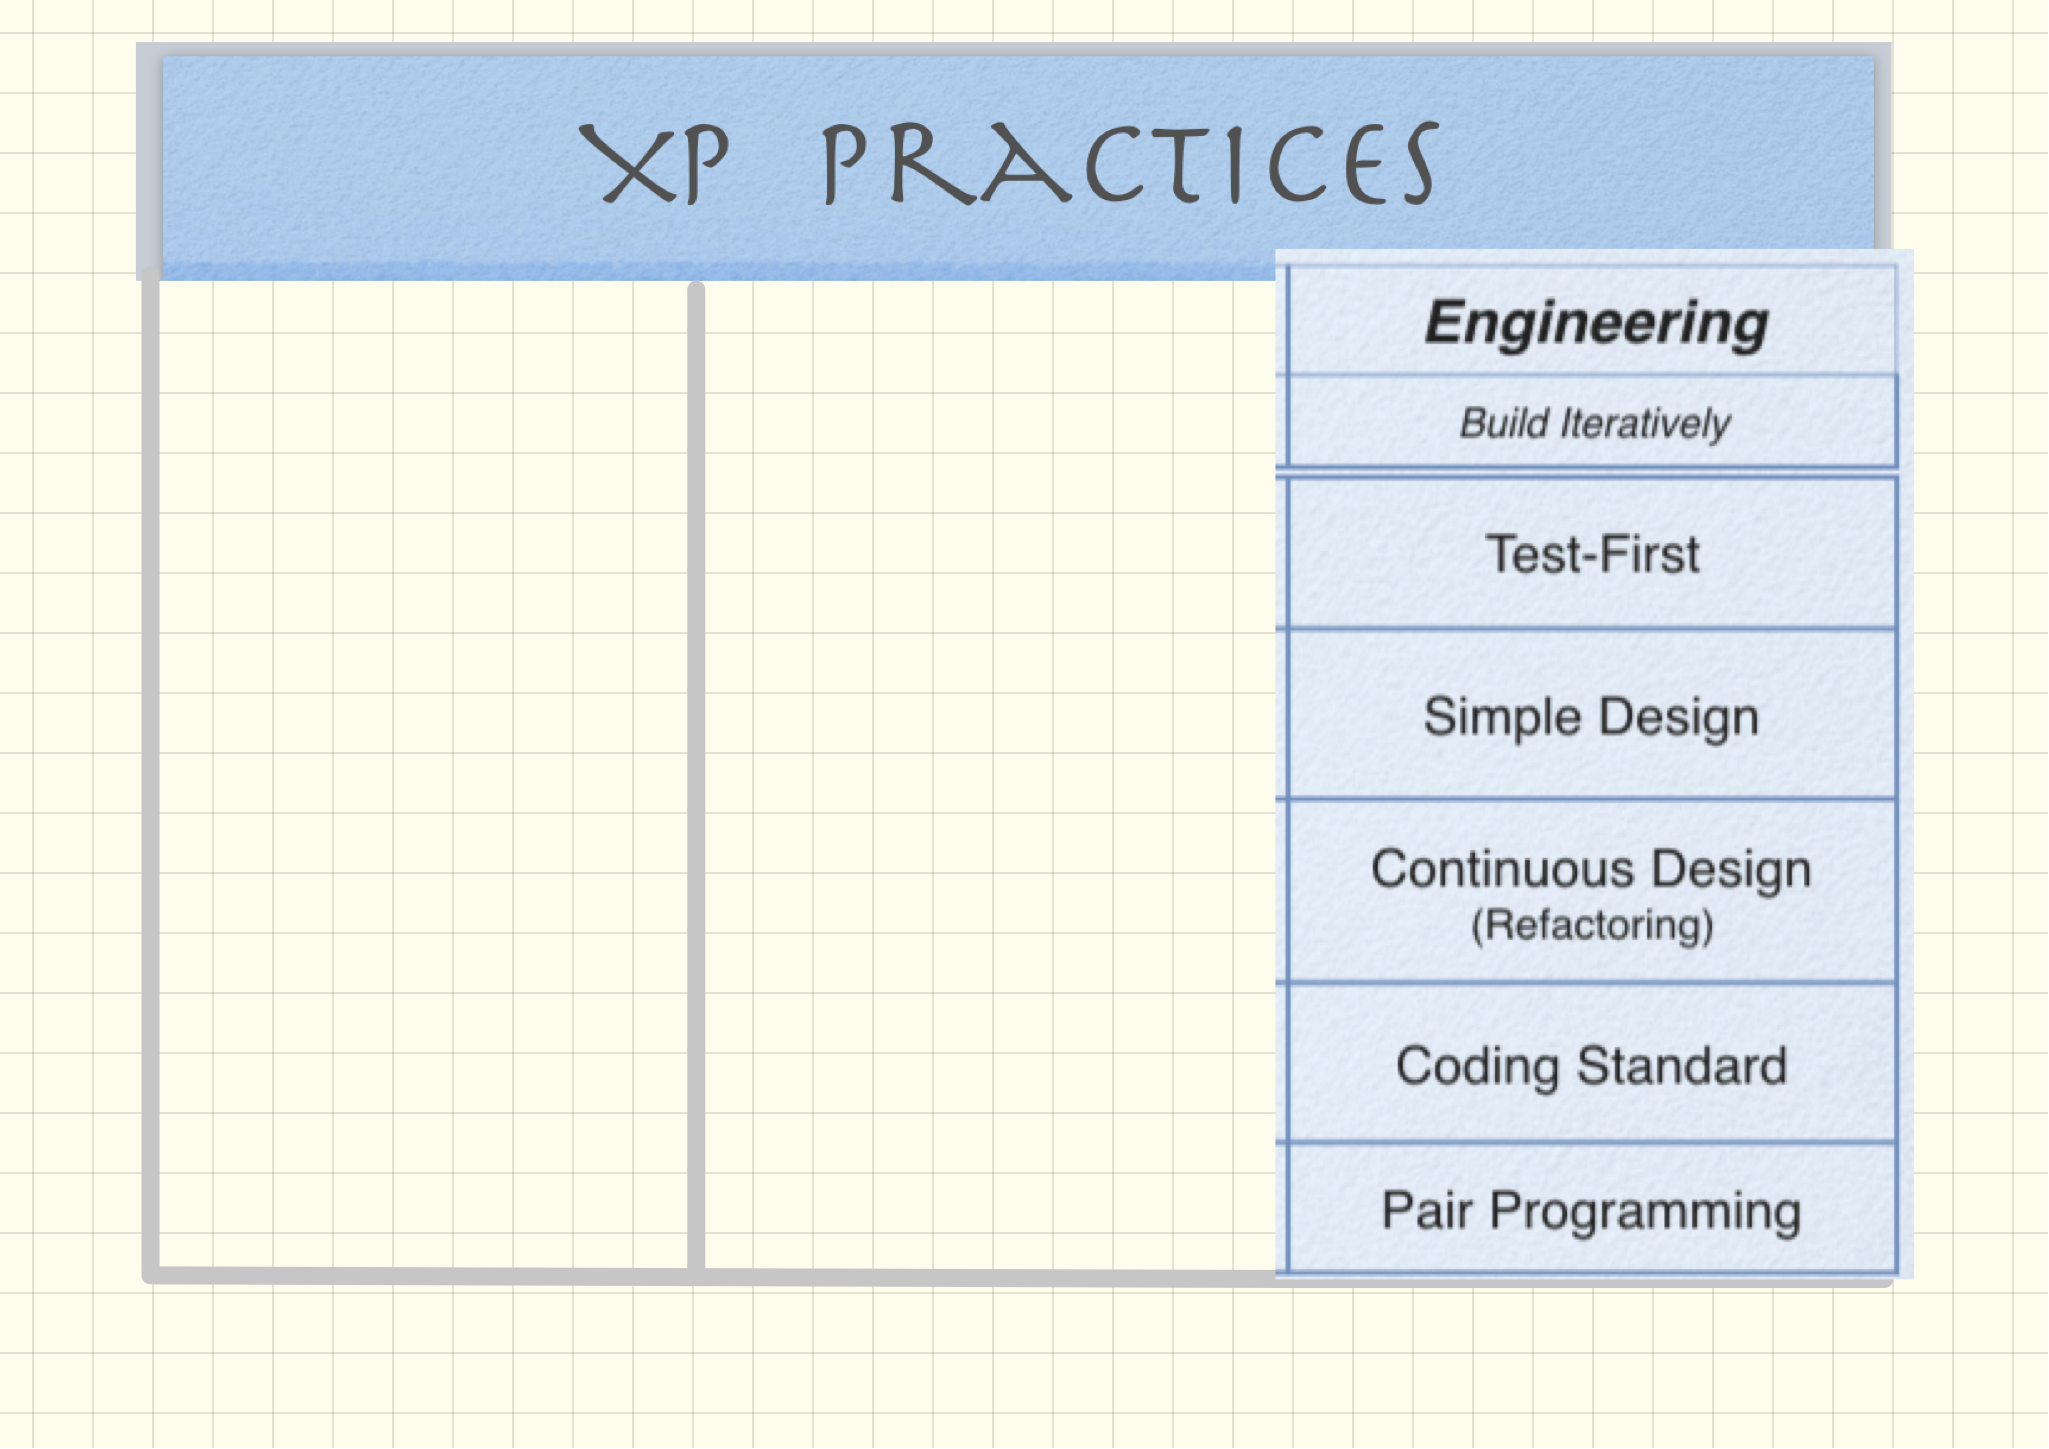 XP PRACTICES
Engineering
Build Iteratively
Test-First
Simple Design
Continuous Design
(Refactoring)
Coding Standard
Pair Programming